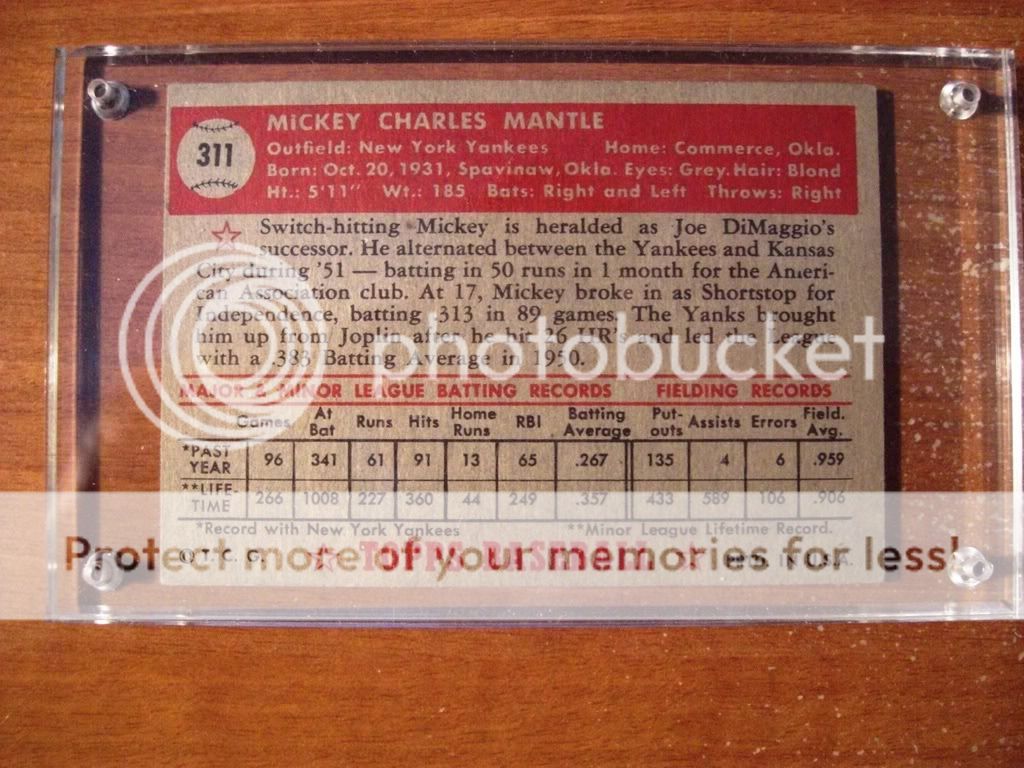 311
MiCKEY CHARLES MANTLE
Outfield: New York Yankees Home: Commerce, Okla.
Born: Oct. 20, 1931, Spavinaw, Okla. Eyes: Grey. Hair: Blond
Ht.: 5'11" Wt.: 185 Bats: Right and Left Throws: Right
Switch-hitting Mickey is heralded as Joe DiMaggio's
successor. He alternated between the Yankees and Kansas
City during '51 — batting in 50 runs in 1 month for the Ameri-
can Association club. At 17, Mickey broke in as Shortstop for
Independence, batting .313 in 89 games. The Yanks brought
him up from Joplin after he hit 26 HR's and led the League
with a .383 Batting Average in 1950.
photobucket
MAJOR & MINOR LEAGUE BATTING RECORDS FIELDING RECORDS
Games At Bat Runs Hits Home Runs RBI Batting Average Put-outs Assists Errors Field. Avg.
*PAST YEAR 96 341 61 91 13 65 .267 135 4 6 .959
**LIFE-TIME 266 1008 227 360 44 249 .357 433 589 106 .906
*Record with New York Yankees **Minor League Lifetime Record.
© T. C. G. TOPPS BASEBALL PRTD. IN U.S.A.
Protect more of your memories for less!